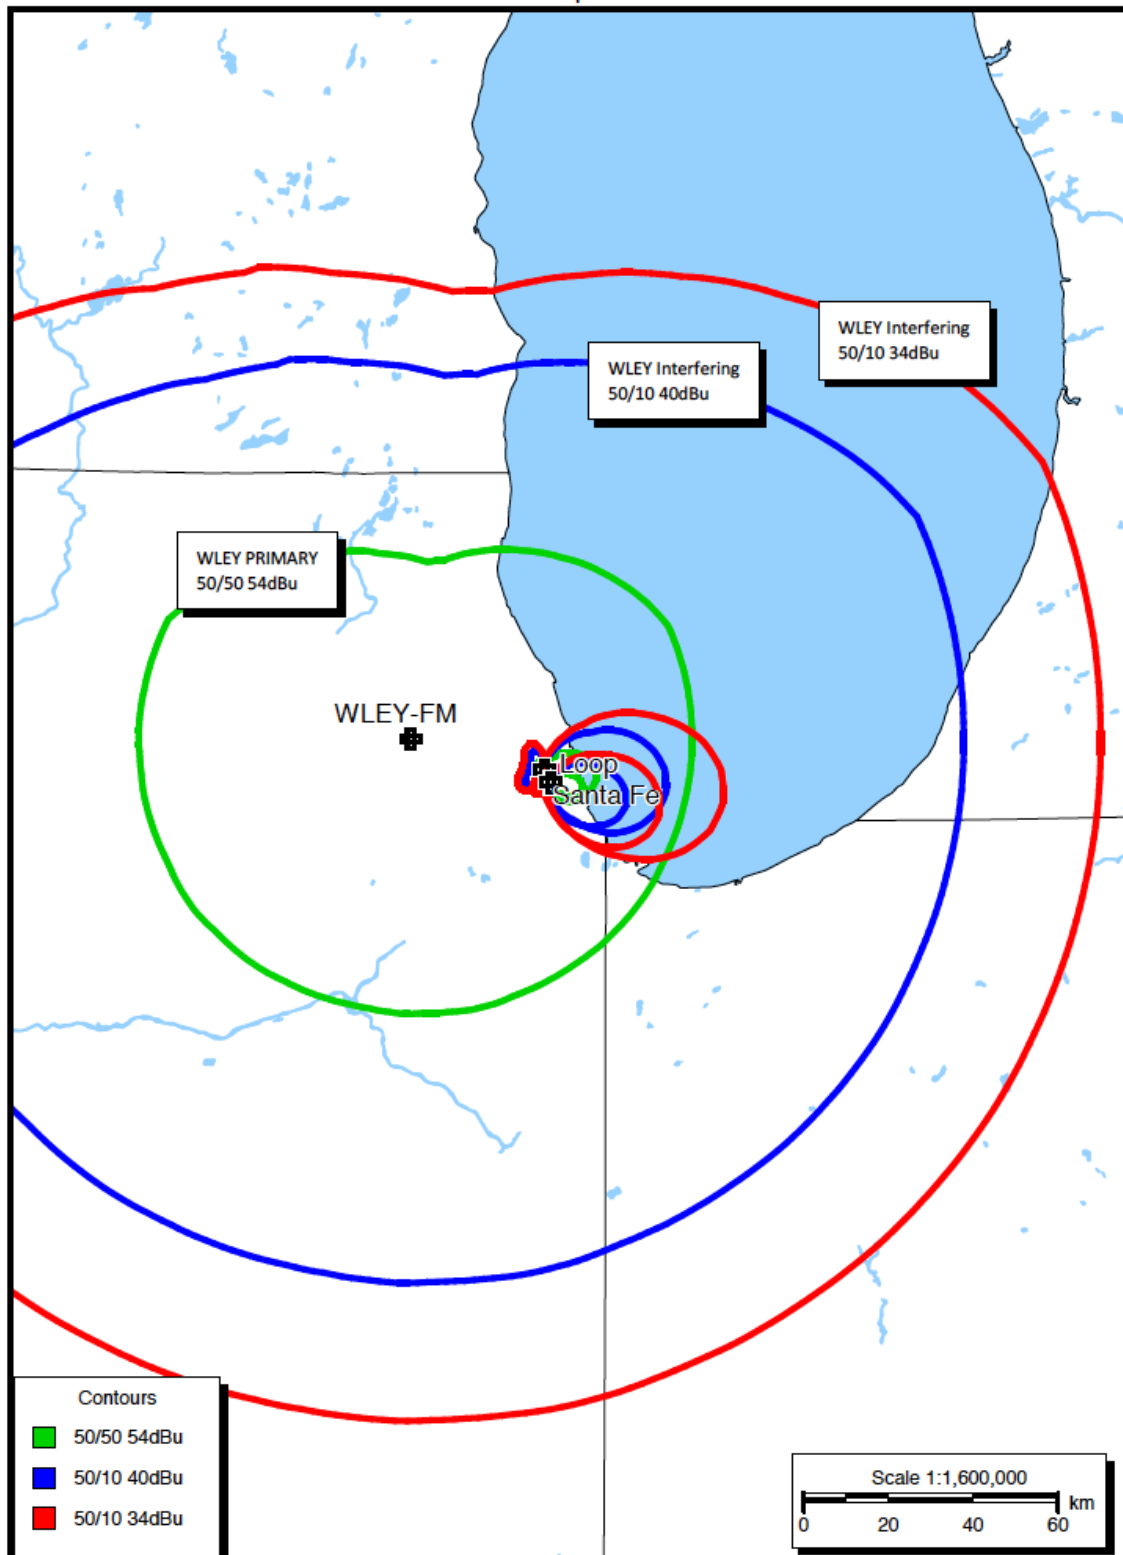 WLEY Interfering
50/10 34dBu
WLEY Interfering
50/10 40dBu
WLEY PRIMARY
50/50 54dBu
WLEY-FM
Loop
Santa Fe
Contours
50/50 54dBu
50/10 40dBu
50/10 34dBu
Scale 1:1,600,000
km
0 20 40 60